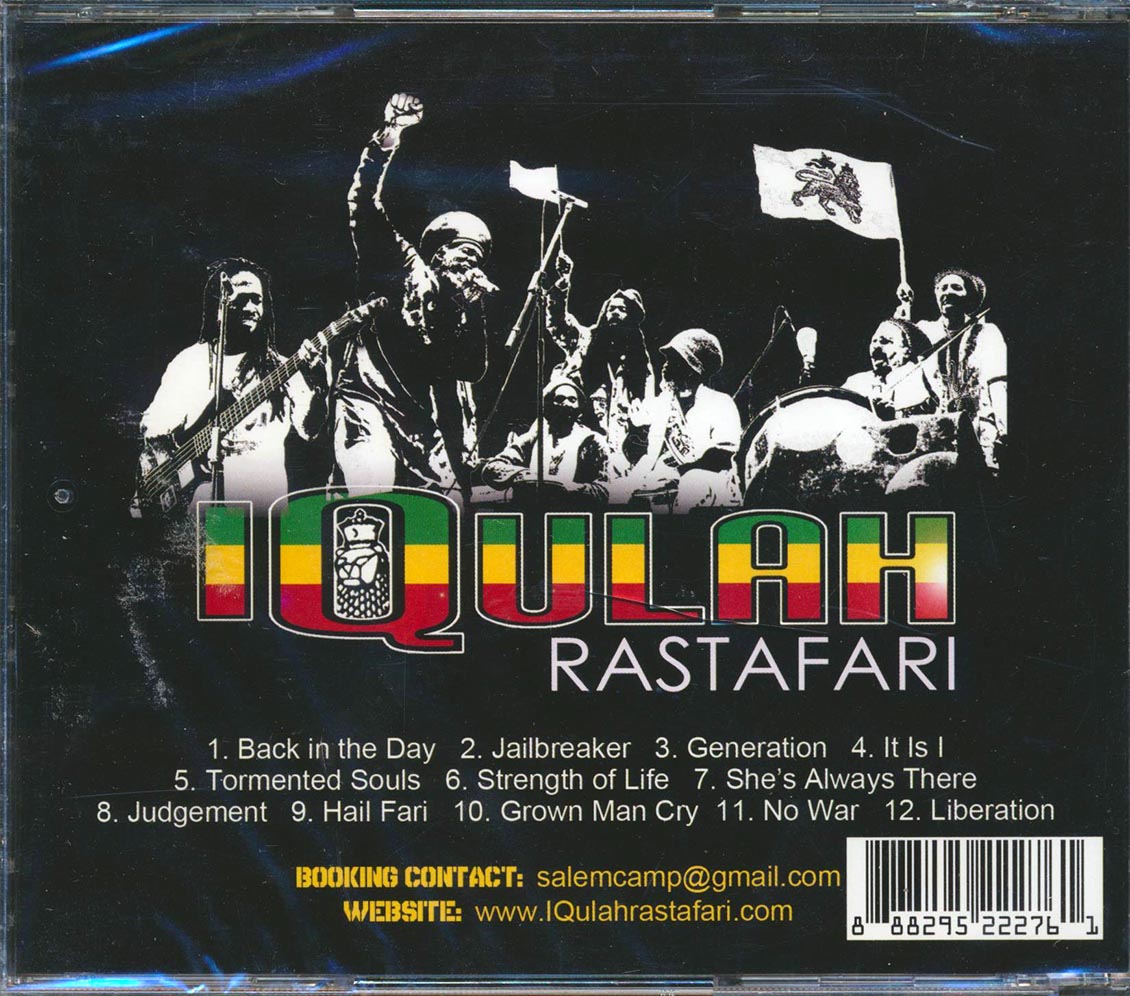 IQULAH
RASTAFARI
1. Back in the Day 2. Jailbreaker 3. Generation 4. It Is I
5. Tormented Souls 6. Strength of Life 7. She's Always There
8. Judgement 9. Hail Fari 10. Grown Man Cry 11. No War 12. Liberation
BOOKING CONTACT: salemcamp@gmail.com
WEBSITE: www.IQulahrastafari.com
8 88295 22276 1